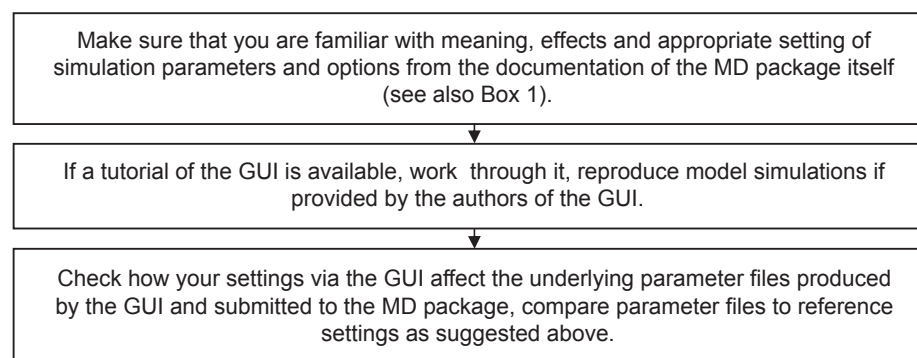 Make sure that you are familiar with meaning, effects and appropriate setting of
simulation parameters and options from the documentation of the MD package itself
(see also Box 1).
If a tutorial of the GUI is available, work through it, reproduce model simulations if
provided by the authors of the GUI.
Check how your settings via the GUI affect the underlying parameter files produced
by the GUI and submitted to the MD package, compare parameter files to reference
settings as suggested above.